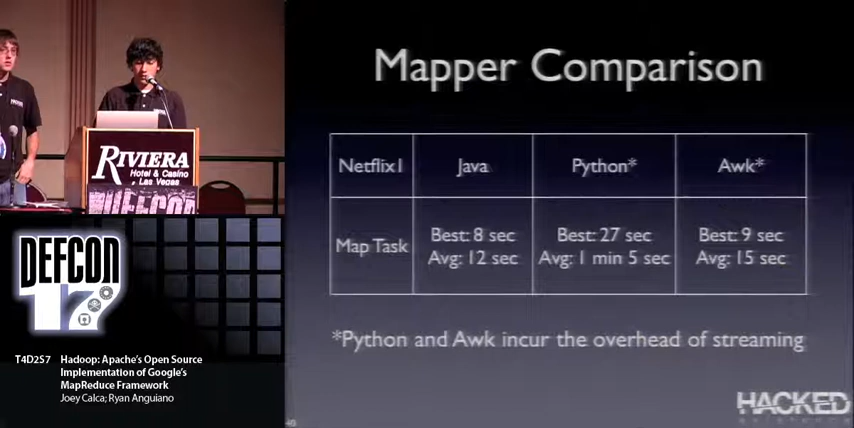 Mapper Comparison
Netflix1 Java Python* Awk*
Map Task
Best: 8 sec
Avg: 12 sec
Best: 27 sec
Avg: 1 min 5 sec
Best: 9 sec
Avg: 15 sec
*Python and Awk incur the overhead of streaming
HACKED
RIVIERA
Hotel & Casino
Las Vegas
DEFCON
17
T4D2S7 Hadoop: Apache's Open Source
Implementation of Google's
MapReduce Framework
Joey Calca; Ryan Anguiano